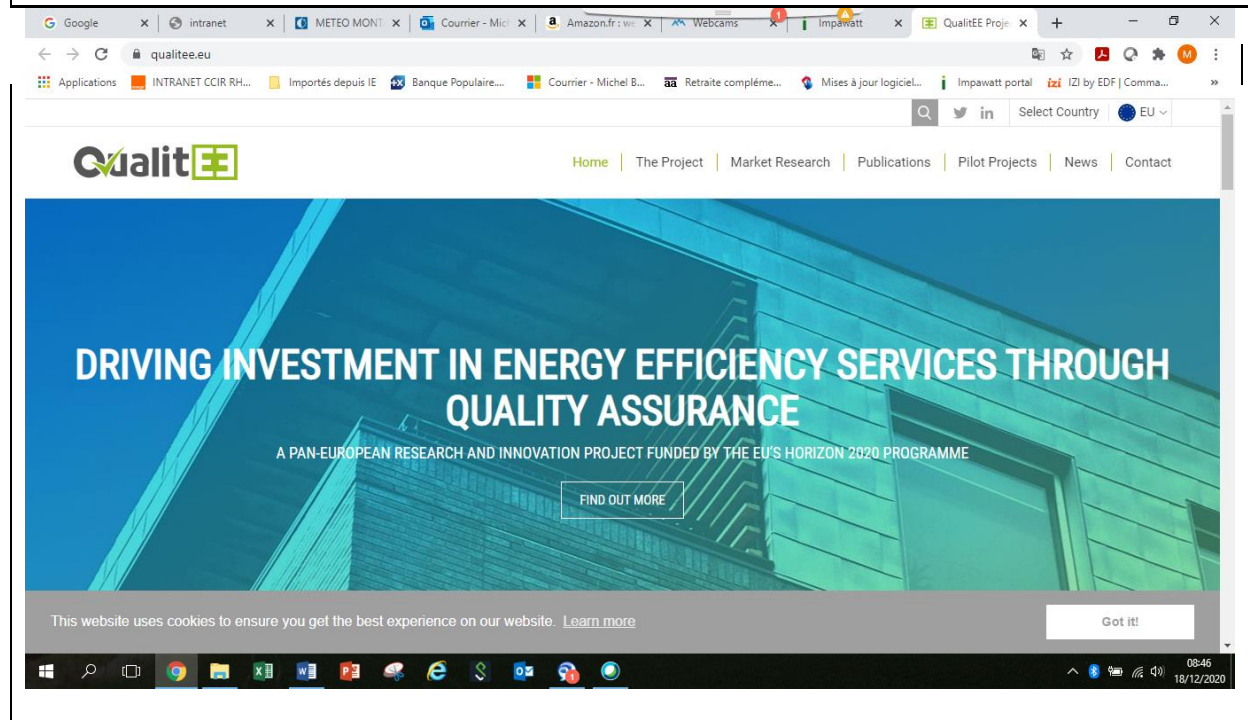 Google intranet METEO MONT Courrier - Mic Amazon.fr : we Webcams 1 Impawatt QualitEE Proje
qualitee.eu M
Applications INTRANET CCIR RH... Importés depuis IE Banque Populaire.... Courrier - Michel B... Retraite compléme... Mises à jour logiciel... Impawatt portal izi IZI by EDF | Comma... »
Select Country EU
QualitEE
Home The Project Market Research Publications Pilot Projects News Contact
DRIVING INVESTMENT IN ENERGY EFFICIENCY SERVICES THROUGH
QUALITY ASSURANCE
A PAN-EUROPEAN RESEARCH AND INNOVATION PROJECT FUNDED BY THE EU'S HORIZON 2020 PROGRAMME
FIND OUT MORE
This website uses cookies to ensure you get the best experience on our website. Learn more
Got it!
08:46
18/12/2020